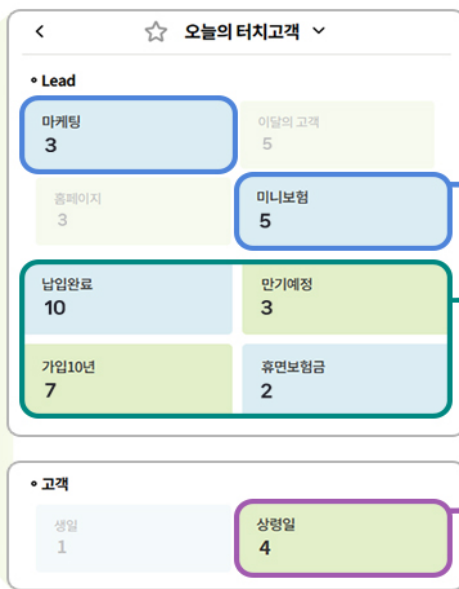 오늘의 터치고객
Lead
마케팅
3
이달의 고객
5
홈페이지
3
미니보험
5
납입완료
10
만기예정
3
가입10년
7
휴면보험금
2
고객
생일
1
상령일
4